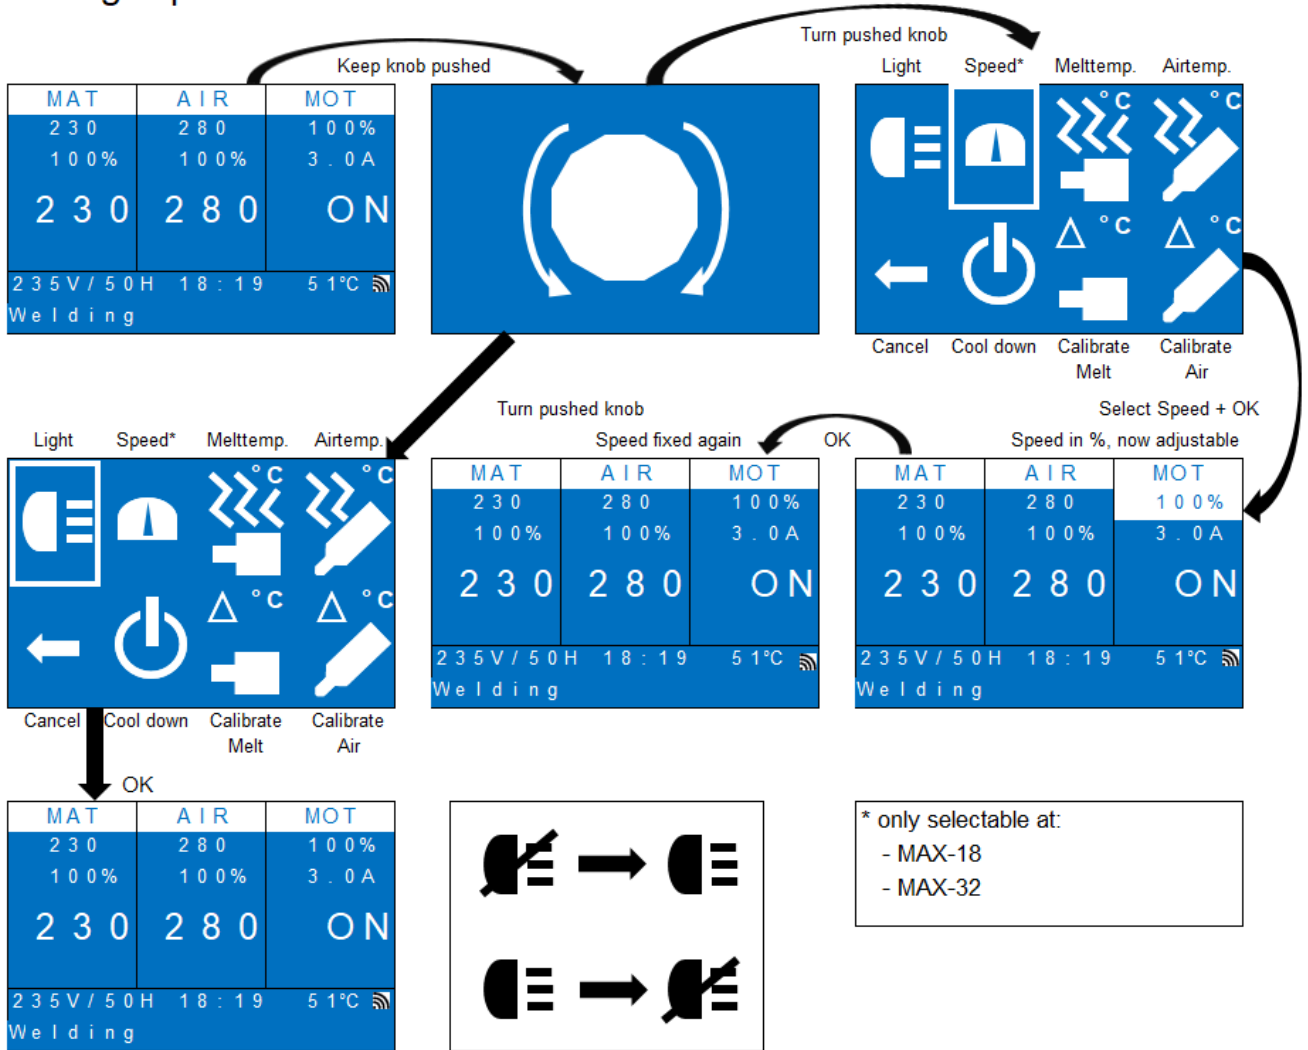 Turn pushed knob
Keep knob pushed
Light Speed* Melttemp. Airtemp.
MAT AIR MOT
230 280 100%
100% 100% 3.0A
230 280 ON
235V/50H 18:19 51°C
Welding
°C °C
°C °C
Cancel Cool down Calibrate Melt Calibrate Air
Turn pushed knob
Select Speed + OK
Light Speed* Melttemp. Airtemp.
Speed fixed again
OK
Speed in %, now adjustable
°C °C
°C °C
MAT AIR MOT
230 280 100%
100% 100% 3.0A
230 280 ON
235V/50H 18:19 51°C
Welding
MAT AIR MOT
230 280 100%
100% 100% 3.0A
230 280 ON
235V/50H 18:19 51°C
Welding
Cancel Cool down Calibrate Melt Calibrate Air
OK
MAT AIR MOT
230 280 100%
100% 100% 3.0A
230 280 ON
235V/50H 18:19 51°C
Welding
* only selectable at:
- MAX-18
- MAX-32